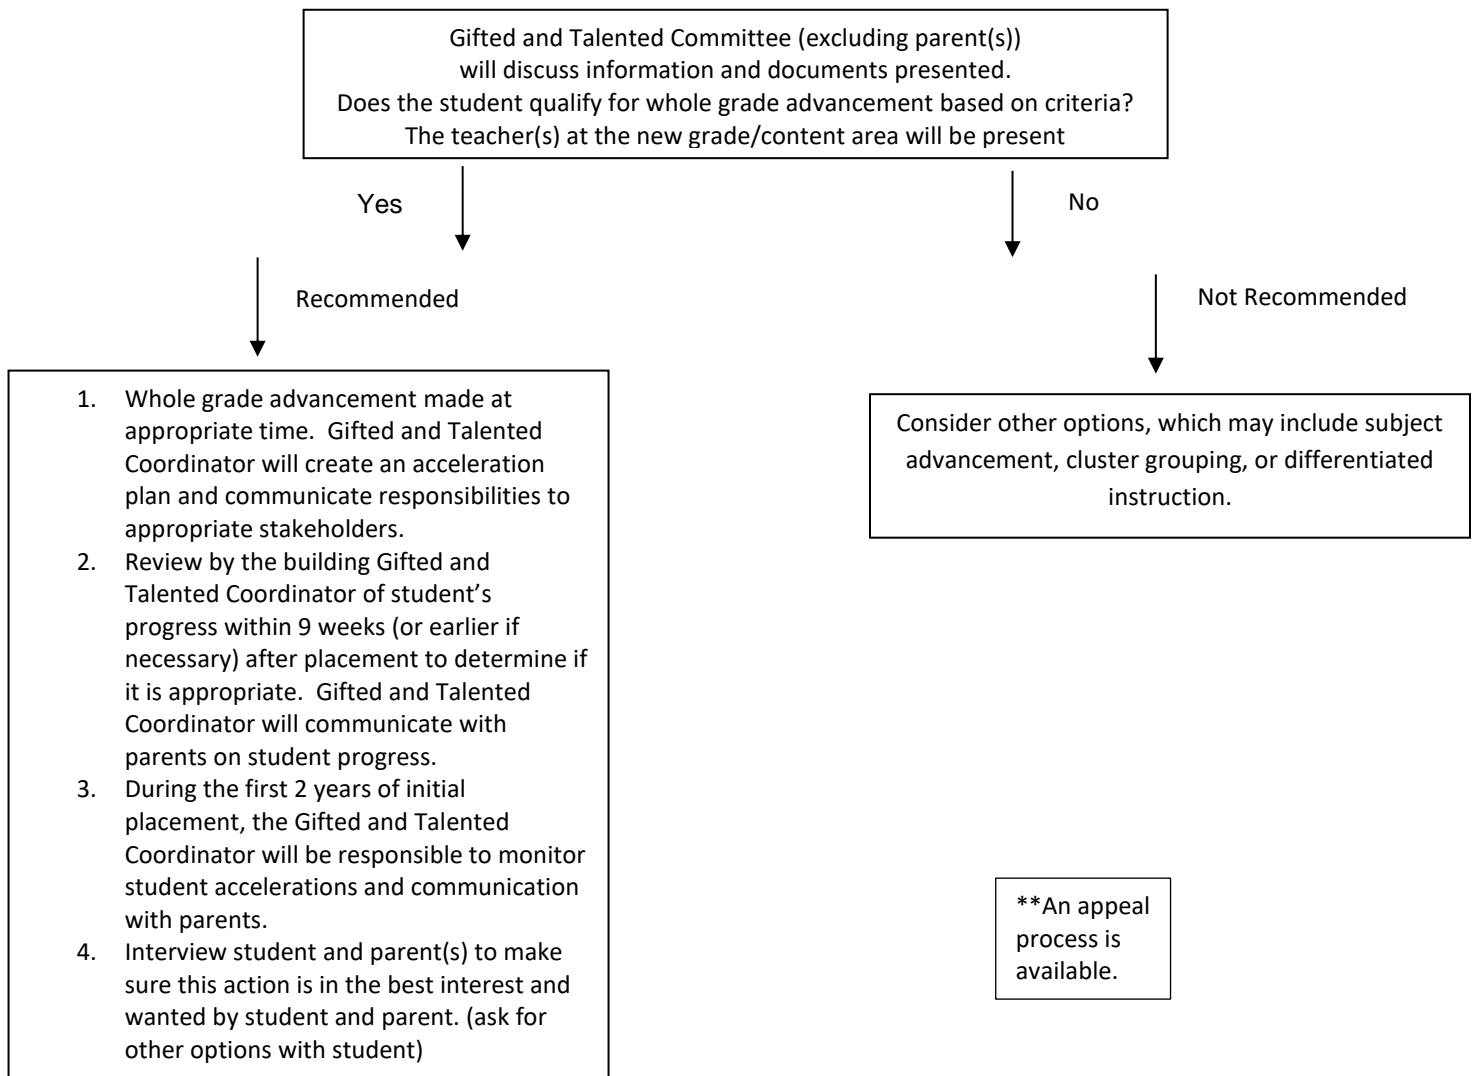 Gifted and Talented Committee (excluding parent(s))
will discuss information and documents presented.
Does the student qualify for whole grade advancement based on criteria?
The teacher(s) at the new grade/content area will be present
Yes
No
Recommended
Not Recommended
1. Whole grade advancement made at
appropriate time.  Gifted and Talented
Coordinator will create an acceleration
plan and communicate responsibilities to
appropriate stakeholders.
2. Review by the building Gifted and
Talented Coordinator of student’s
progress within 9 weeks (or earlier if
necessary) after placement to determine if
it is appropriate.  Gifted and Talented
Coordinator will communicate with
parents on student progress.
3. During the first 2 years of initial
placement, the Gifted and Talented
Coordinator will be responsible to monitor
student accelerations and communication
with parents.
4. Interview student and parent(s) to make
sure this action is in the best interest and
wanted by student and parent. (ask for
other options with student)
Consider other options, which may include subject
advancement, cluster grouping, or differentiated
instruction.
**An appeal
process is
available.